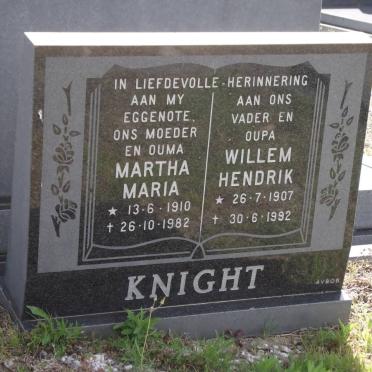 IN LIEFDEVOLLE HERINNERING
AAN MY
EGGENOTE,
ONS MOEDER
EN OUMA
MARTHA
MARIA
★ 13-6-1910
✝ 26-10-1982
AAN ONS
VADER EN
OUPA
WILLEM
HENDRIK
★ 26-7-1907
✝ 30-6-1992
KNIGHT